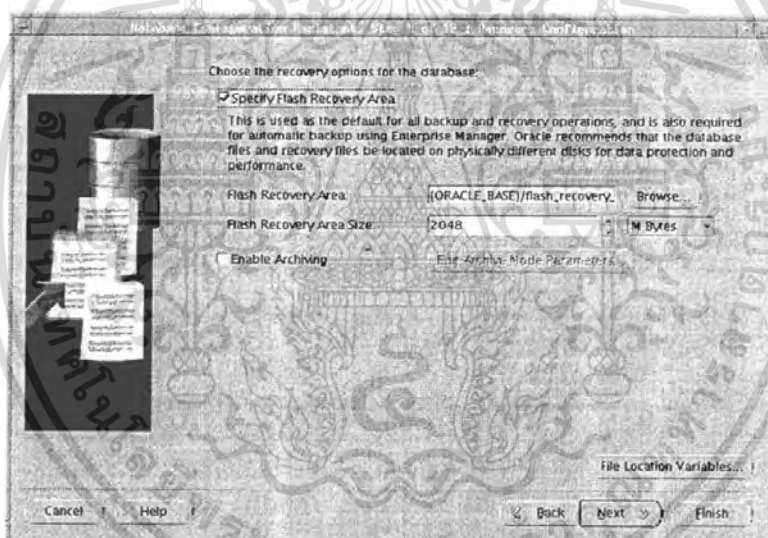 Choose the recovery options for the database:
Specify Flash Recovery Area
This is used as the default for all backup and recovery operations, and is also required
for automatic backup using Enterprise Manager. Oracle recommends that the database
files and recovery files be located on physically different disks for data protection and
performance.
Flash Recovery Area: {ORACLE_BASE}/flash_recovery_ Browse...
Flash Recovery Area Size: 2048 M Bytes
Enable Archiving Edit Archive Mode Parameters...
File Location Variables...
Cancel Help Back Next Finish